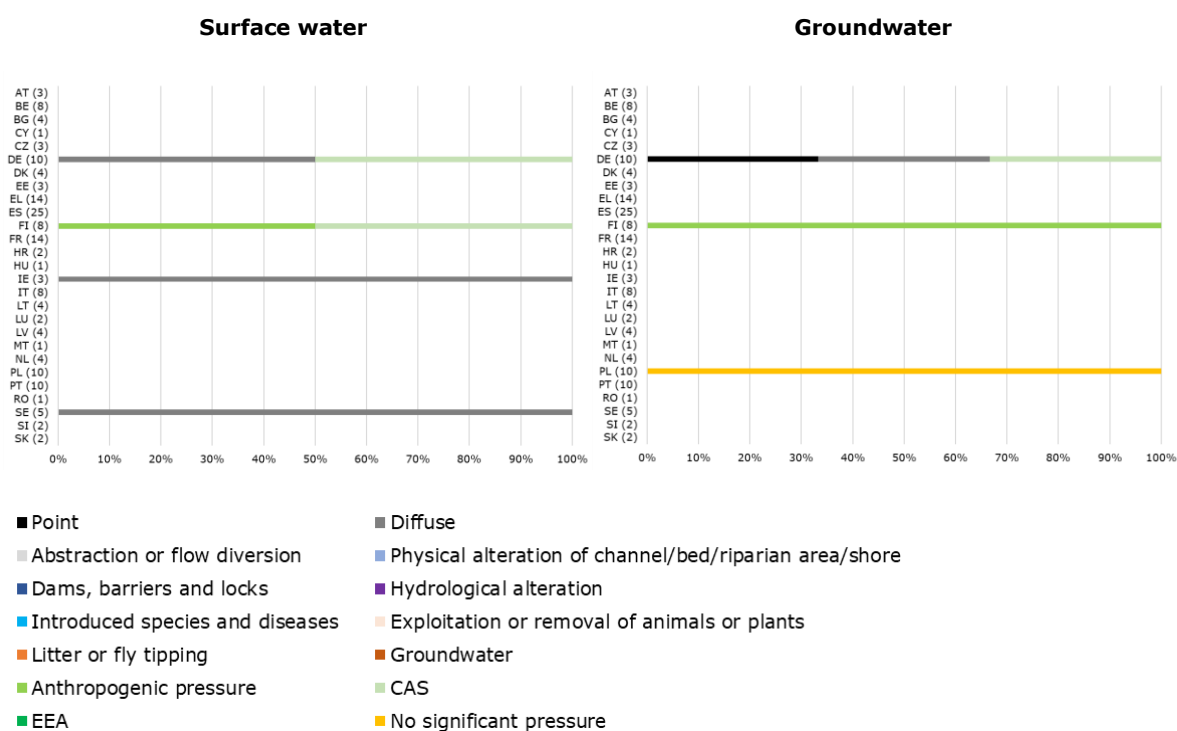 Surface water
Groundwater
AT (3)
BE (8)
BG (4)
CY (1)
CZ (3)
DE (10)
DK (4)
EE (3)
EL (14)
ES (25)
FI (8)
FR (14)
HR (2)
HU (1)
IE (3)
IT (8)
LT (4)
LU (2)
LV (4)
MT (1)
NL (4)
PL (10)
PT (10)
RO (1)
SE (5)
SI (2)
SK (2)
0% 10% 20% 30% 40% 50% 60% 70% 80% 90% 100%
AT (3)
BE (8)
BG (4)
CY (1)
CZ (3)
DE (10)
DK (4)
EE (3)
EL (14)
ES (25)
FI (8)
FR (14)
HR (2)
HU (1)
IE (3)
IT (8)
LT (4)
LU (2)
LV (4)
MT (1)
NL (4)
PL (10)
PT (10)
RO (1)
SE (5)
SI (2)
SK (2)
0% 10% 20% 30% 40% 50% 60% 70% 80% 90% 100%
Point
Diffuse
Abstraction or flow diversion
Physical alteration of channel/bed/riparian area/shore
Dams, barriers and locks
Hydrological alteration
Introduced species and diseases
Exploitation or removal of animals or plants
Litter or fly tipping
Groundwater
Anthropogenic pressure
CAS
EEA
No significant pressure